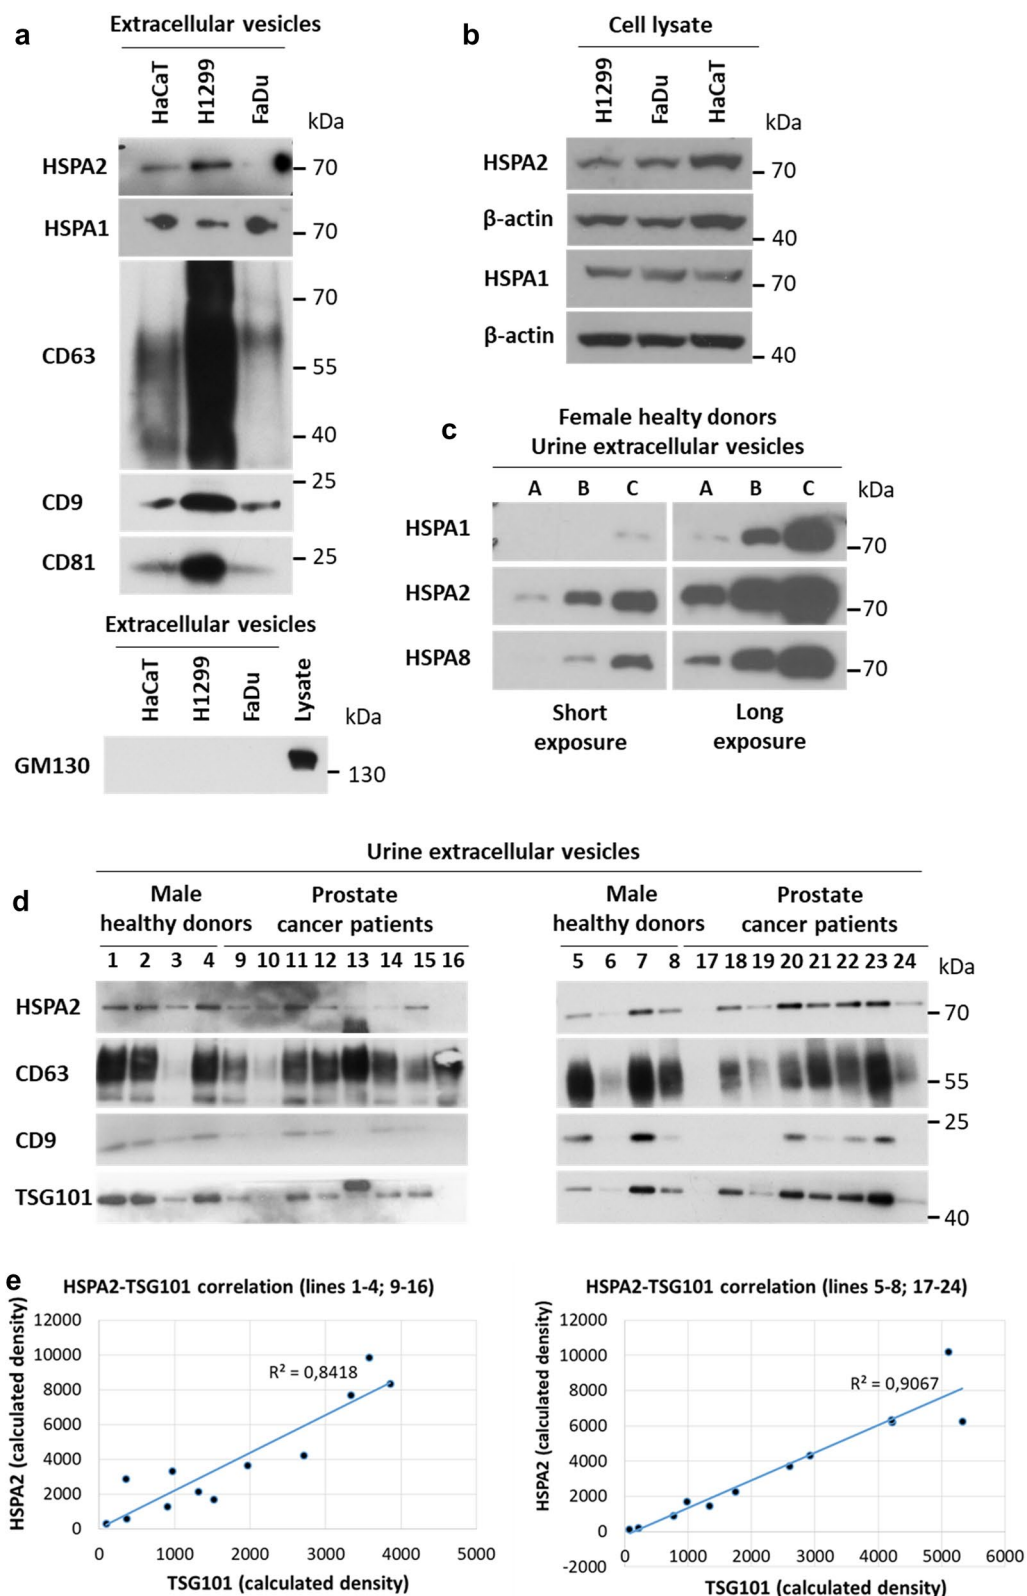 a
Extracellular vesicles
HaCaT
H1299
FaDu
kDa
HSPA2
70
HSPA1
70
CD63
70
55
40
CD9
25
CD81
25
Extracellular vesicles
HaCaT
H1299
FaDu
Lysate
kDa
GM130
130
b
Cell lysate
H1299
FaDu
HaCaT
kDa
HSPA2
70
β-actin
40
HSPA1
70
β-actin
40
c
Female healty donors
Urine extracellular vesicles
A B C A B C kDa
HSPA1
70
HSPA2
70
HSPA8
70
Short
exposure
Long
exposure
d
Urine extracellular vesicles
Male
healthy donors
Prostate
cancer patients
Male
healthy donors
Prostate
cancer patients
1 2 3 4 9 10 11 12 13 14 15 16
5 6 7 8 17 18 19 20 21 22 23 24 kDa
HSPA2
70
CD63
55
CD9
25
TSG101
40
e
HSPA2-TSG101 correlation (lines 1-4; 9-16)
HSPA2 (calculated density)
12000
10000
8000
6000
4000
2000
0
R² = 0,8418
0 1000 2000 3000 4000 5000
TSG101 (calculated density)
HSPA2-TSG101 correlation (lines 5-8; 17-24)
HSPA2 (calculated density)
12000
10000
8000
6000
4000
2000
0
-2000
R² = 0,9067
0 1000 2000 3000 4000 5000 6000
TSG101 (calculated density)